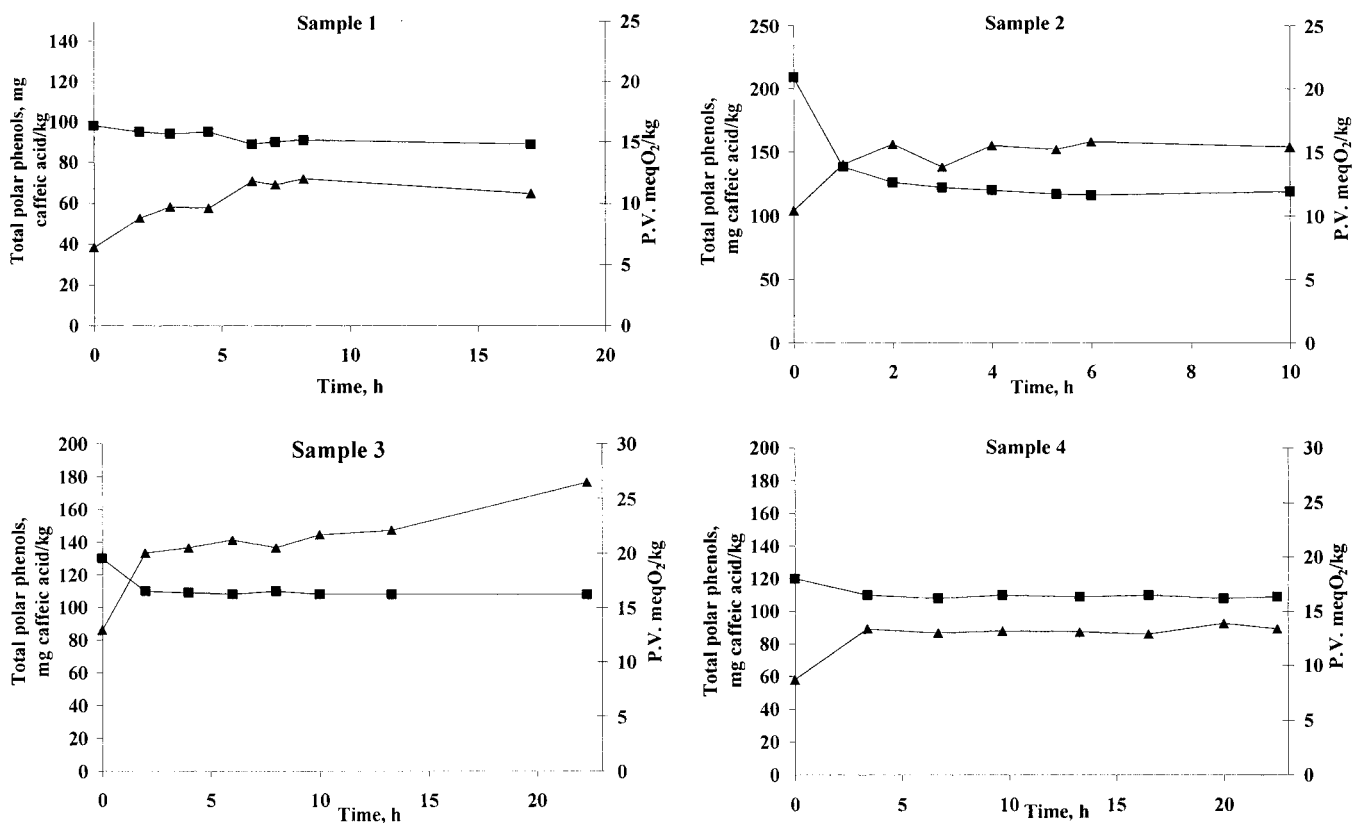 Sample 1
Total polar phenols, mg
caffeic acid/kg
140
120
100
80
60
40
20
0
25
20
15
10
5
0
P.V. meqO₂/kg
0 5 10 15 20
Time, h
Sample 2
Total polar phenols,
mg caffeic acid/kg
250
200
150
100
50
0
25
20
15
10
5
0
P.V. meqO₂/kg
0 2 4 6 8 10
Time, h
Sample 3
Total polar phenols,
mg caffeic acid/kg
200
180
160
140
120
100
80
60
40
20
0
30
25
20
15
10
5
0
P.V. meqO₂/kg
0 5 10 15 20
Time, h
Sample 4
Total polar phenols,
mg caffeic acid/kg
200
180
160
140
120
100
80
60
40
20
0
30
25
20
15
10
5
0
P.V. meqO₂/kg
0 5 10 15 20
Time, h